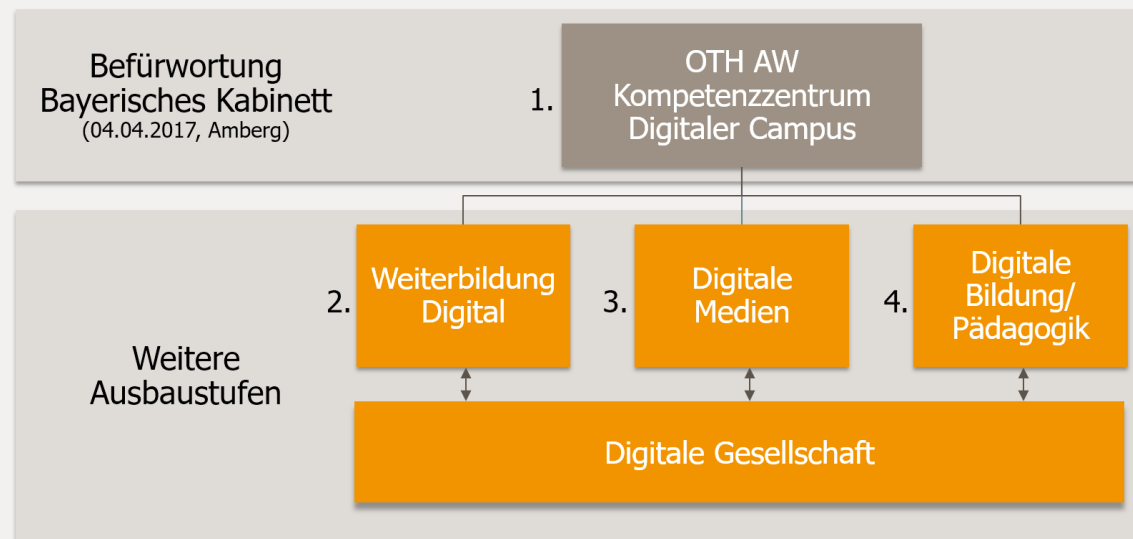 Befürwortung
Bayerisches Kabinett
(04.04.2017, Amberg)
1.
OTH AW
Kompetenzzentrum
Digitaler Campus
Weitere
Ausbaustufen
2.
Weiterbildung
Digital
3.
Digitale
Medien
4.
Digitale
Bildung/
Pädagogik
Digitale Gesellschaft